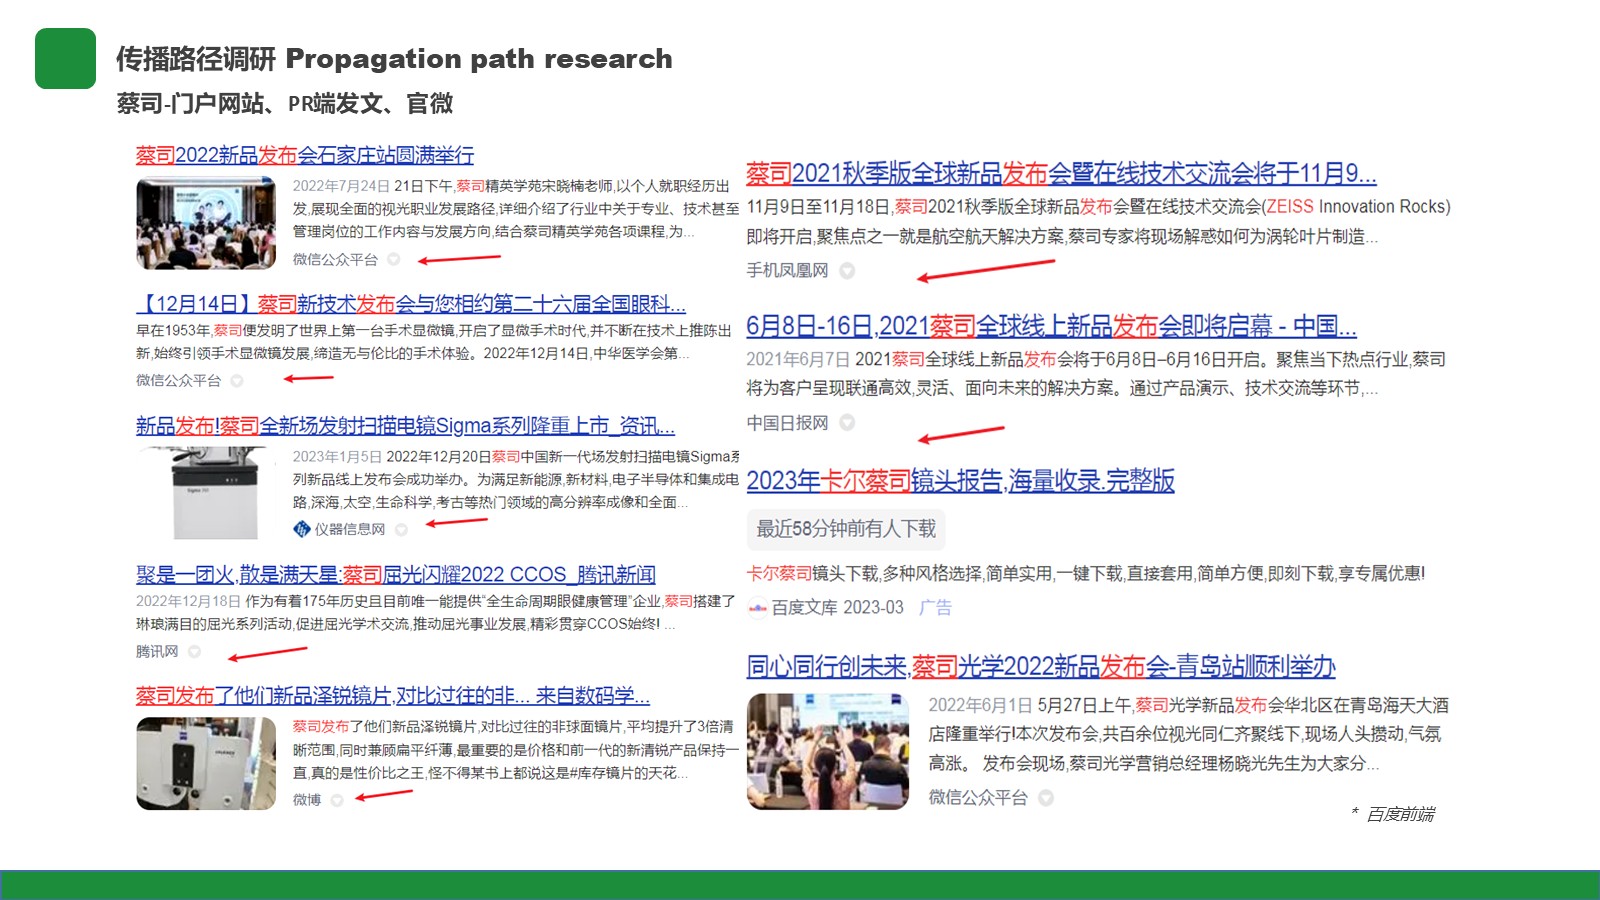 传播路径调研 Propagation path research
蔡司-门户网站、PR端发文、官微
蔡司2022新品发布会石家庄站圆满举行
2022年7月24日 21日下午,蔡司精英学苑宋晓楠老师,以个人就职经历出
发,展现全面的视光职业发展路径,详细介绍了行业中关于专业、技术甚至
管理岗位的工作内容与发展方向,结合蔡司精英学苑各项课程,为...
微信公众平台
【12月14日】蔡司新技术发布会与您相约第二十六届全国眼科...
早在1953年,蔡司便发明了世界上第一台手术显微镜,开启了显微手术时代,并不断在技术上推陈出
新,始终引领手术显微镜发展,缔造无与伦比的手术体验。2022年12月14日,中华医学会第...
微信公众平台
新品发布!蔡司全新场发射扫描电镜Sigma系列隆重上市_资讯...
2023年1月5日 2022年12月20日蔡司中国新一代场发射扫描电镜Sigma系
列新品线上发布会成功举办。为满足新能源,新材料,电子半导体和集成电
路,深海,太空,生命科学,考古等热门领域的高分辨率成像和全面...
仪器信息网
聚是一团火,散是满天星:蔡司屈光闪耀2022 CCOS_腾讯新闻
2022年12月18日 作为有着175年历史且目前唯一能提供“全生命周期眼健康管理”企业,蔡司搭建了
琳琅满目的屈光系列活动,促进屈光学术交流,推动屈光事业发展,精彩贯穿CCOS始终! ...
腾讯网
蔡司发布了他们新品泽锐镜片,对比过往的非... 来自数码学...
蔡司发布了他们新品泽锐镜片,对比过往的非球面镜片,平均提升了3倍清
晰范围,同时兼顾扁平纤薄,最重要的是价格和前一代的新清锐产品保持一
直,真的是性价比之王,怪不得某书上都说这是#库存镜片的天花...
微博
蔡司2021秋季版全球新品发布会暨在线技术交流会将于11月9...
11月9日至11月18日,蔡司2021秋季版全球新品发布会暨在线技术交流会(ZEISS Innovation Rocks)
即将开启,聚焦点之一就是航空航天解决方案,蔡司专家将现场解惑如何为涡轮叶片制造...
手机凤凰网
6月8日-16日,2021蔡司全球线上新品发布会即将启幕 - 中国...
2021年6月7日 2021蔡司全球线上新品发布会将于6月8日–6月16日开启。聚焦当下热点行业,蔡司
将为客户呈现联通高效,灵活、面向未来的解决方案。通过产品演示、技术交流等环节,...
中国日报网
2023年卡尔蔡司镜头报告,海量收录.完整版
最近58分钟前有人下载
卡尔蔡司镜头下载,多种风格选择,简单实用,一键下载,直接套用,简单方便,即刻下载,享专属优惠!
百度文库 2023-03 广告
同心同行创未来,蔡司光学2022新品发布会-青岛站顺利举办
2022年6月1日 5月27日上午,蔡司光学新品发布会华北区在青岛海天大酒
店隆重举行!本次发布会,共百余位视光同仁齐聚线下,现场人头攒动,气氛
高涨。 发布会现场,蔡司光学营销总经理杨晓光先生为大家分...
微信公众平台
* 百度前端